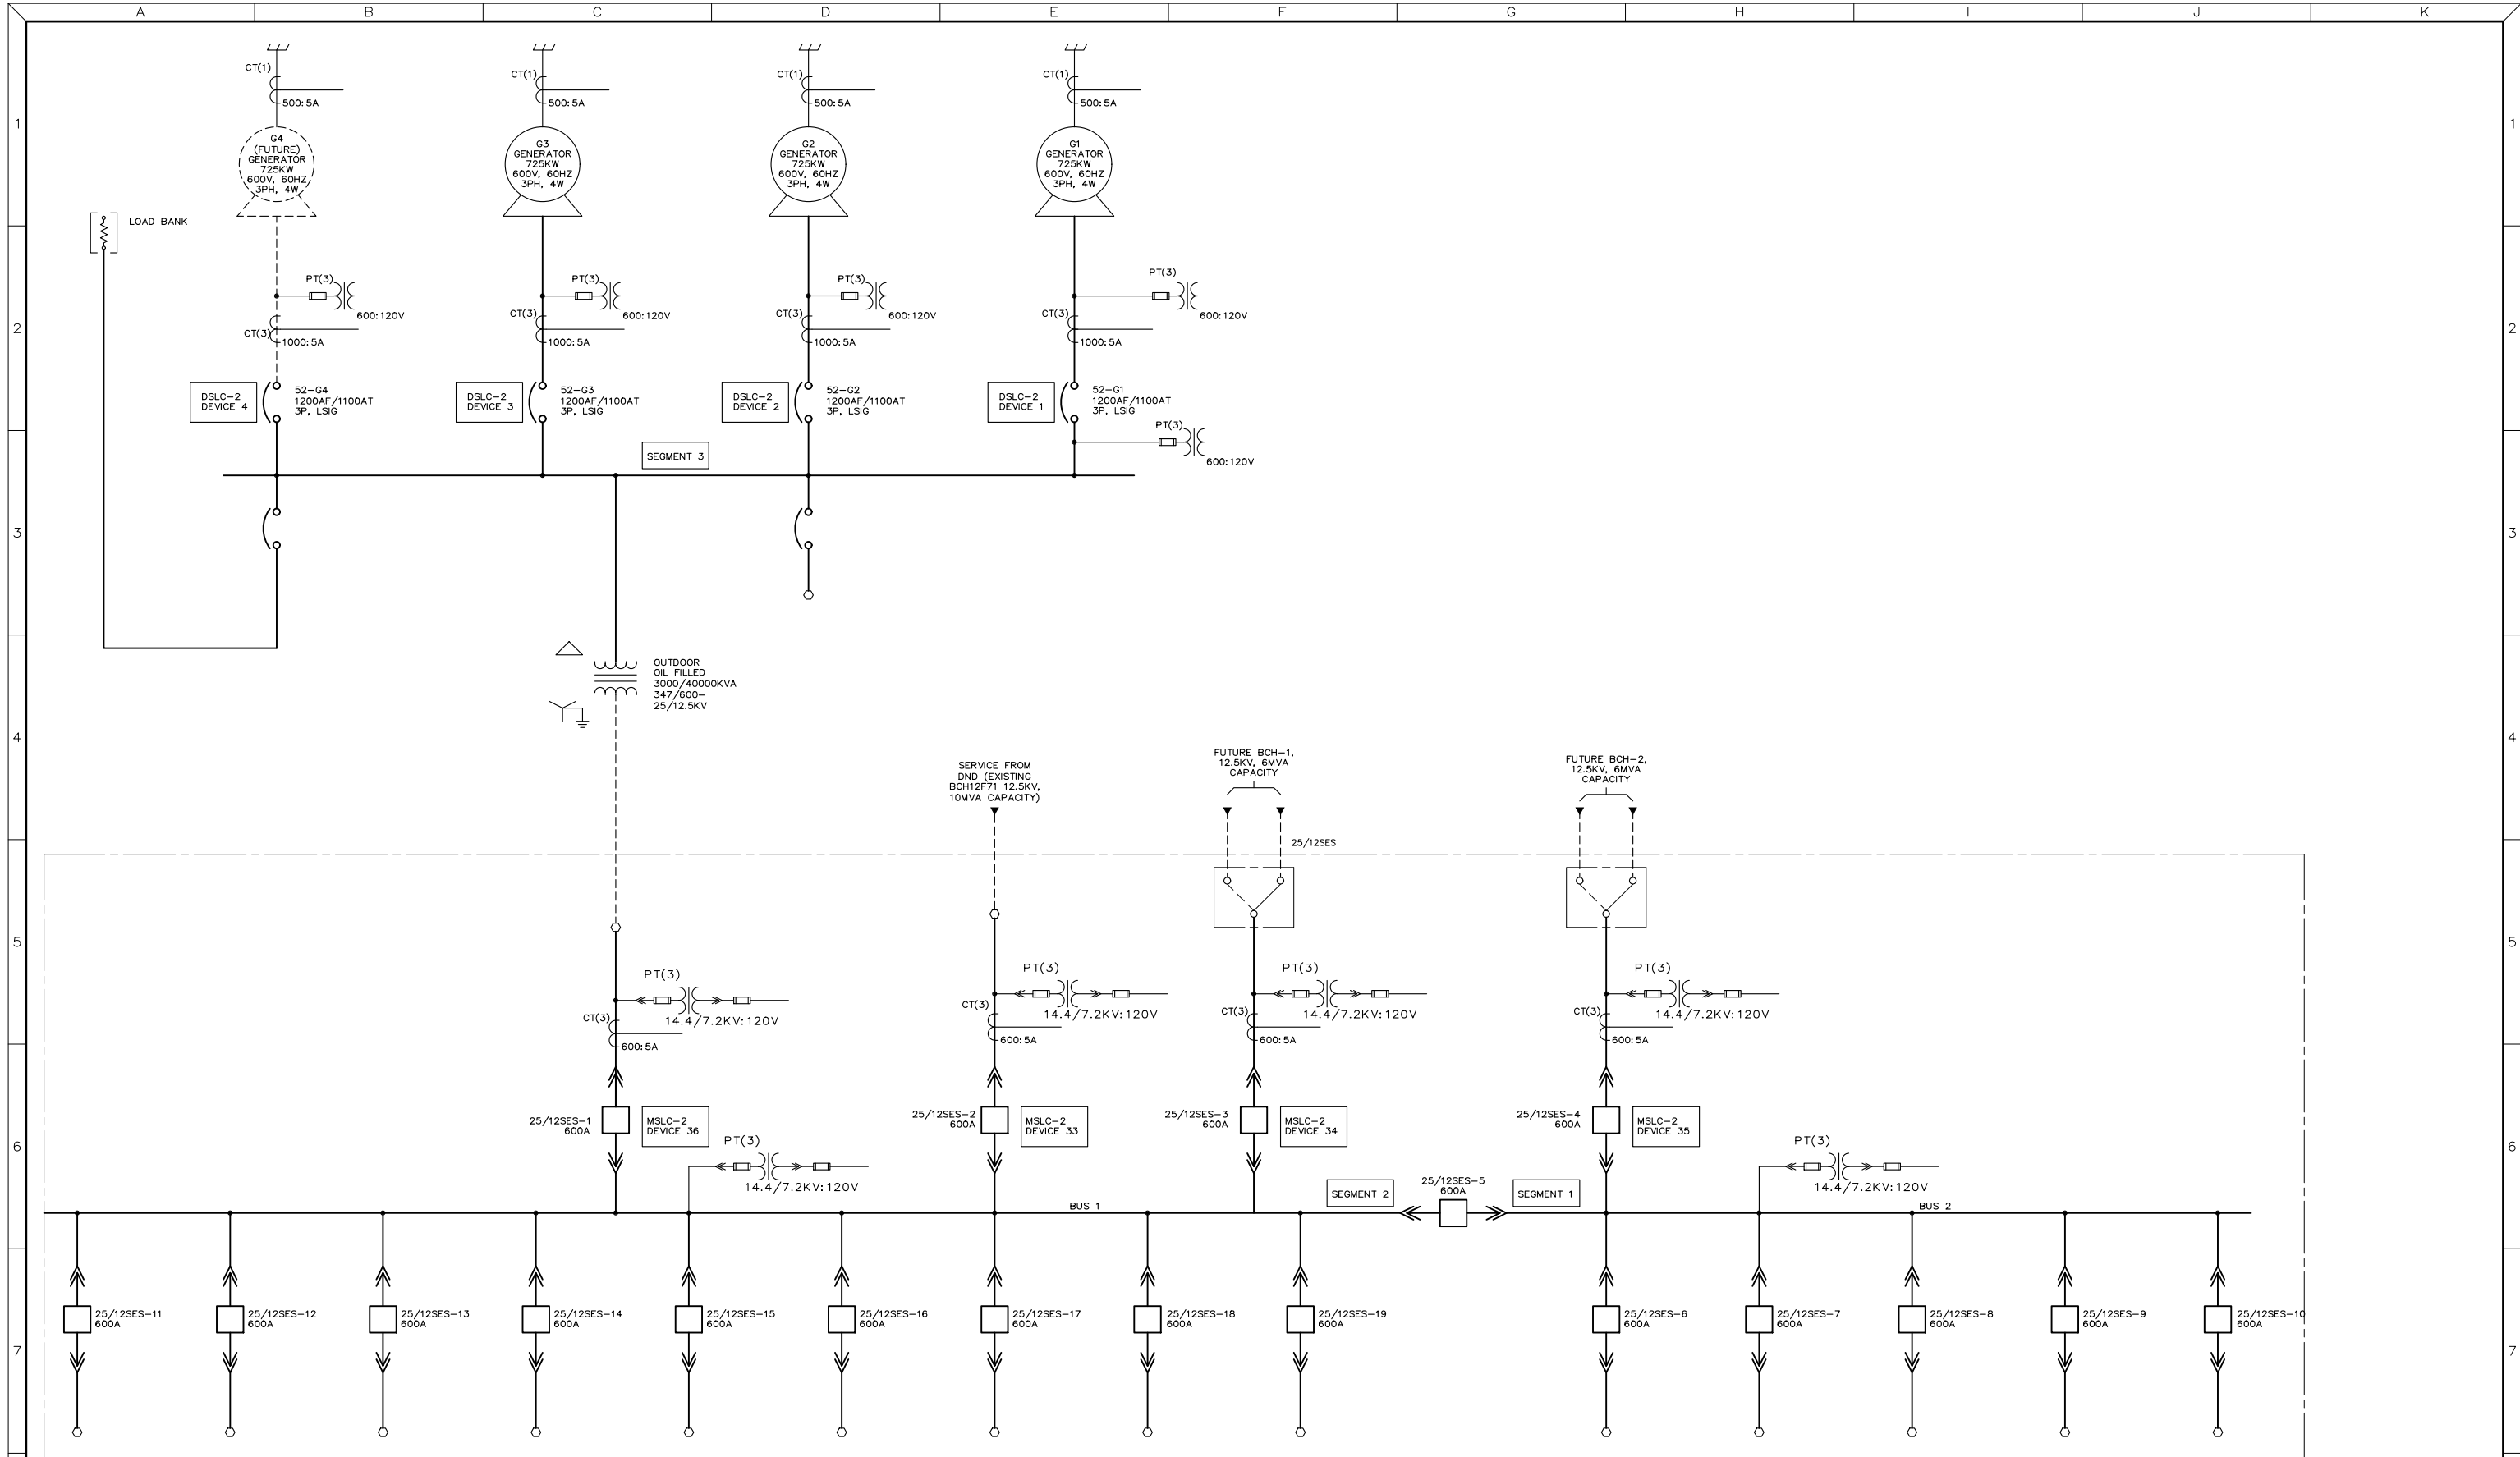 A B C D E F G H I J K
1 1
2 2
3 3
4 4
5 5
6 6
7 7
CT(1)
500:5A
G4
(FUTURE)
GENERATOR
725KW
600V, 60HZ
3PH, 4W
CT(1)
500:5A
G3
GENERATOR
725KW
600V, 60HZ
3PH, 4W
CT(1)
500:5A
G2
GENERATOR
725KW
600V, 60HZ
3PH, 4W
CT(1)
500:5A
G1
GENERATOR
725KW
600V, 60HZ
3PH, 4W
LOAD BANK
PT(3)
600:120V
CT(3)
1000:5A
PT(3)
600:120V
CT(3)
1000:5A
PT(3)
600:120V
CT(3)
1000:5A
PT(3)
600:120V
CT(3)
1000:5A
DSLC-2
DEVICE 4
52-G4
1200AF/1100AT
3P, LSIG
DSLC-2
DEVICE 3
52-G3
1200AF/1100AT
3P, LSIG
DSLC-2
DEVICE 2
52-G2
1200AF/1100AT
3P, LSIG
DSLC-2
DEVICE 1
52-G1
1200AF/1100AT
3P, LSIG
PT(3)
600:120V
SEGMENT 3
OUTDOOR
OIL FILLED
3000/40000KVA
347/600-
25/12.5KV
SERVICE FROM
DND (EXISTING
BCH12F71 12.5KV,
10MVA CAPACITY)
FUTURE BCH-1,
12.5KV, 6MVA
CAPACITY
FUTURE BCH-2,
12.5KV, 6MVA
CAPACITY
25/12SES
PT(3)
14.4/7.2KV:120V
CT(3)
600:5A
PT(3)
14.4/7.2KV:120V
CT(3)
600:5A
PT(3)
14.4/7.2KV:120V
CT(3)
600:5A
PT(3)
14.4/7.2KV:120V
CT(3)
600:5A
25/12SES-1
600A
MSLC-2
DEVICE 36
25/12SES-2
600A
MSLC-2
DEVICE 33
25/12SES-3
600A
MSLC-2
DEVICE 34
25/12SES-4
600A
MSLC-2
DEVICE 35
PT(3)
14.4/7.2KV:120V
PT(3)
14.4/7.2KV:120V
BUS 1
SEGMENT 2
25/12SES-5
600A
SEGMENT 1
BUS 2
25/12SES-11
600A
25/12SES-12
600A
25/12SES-13
600A
25/12SES-14
600A
25/12SES-15
600A
25/12SES-16
600A
25/12SES-17
600A
25/12SES-18
600A
25/12SES-19
600A
25/12SES-6
600A
25/12SES-7
600A
25/12SES-8
600A
25/12SES-9
600A
25/12SES-10
600A